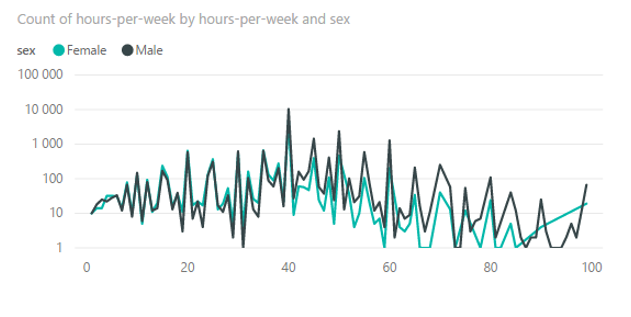 Count of hours-per-week by hours-per-week and sex
sex Female Male
100 000
10 000
1 000
100
10
1
0 20 40 60 80 100